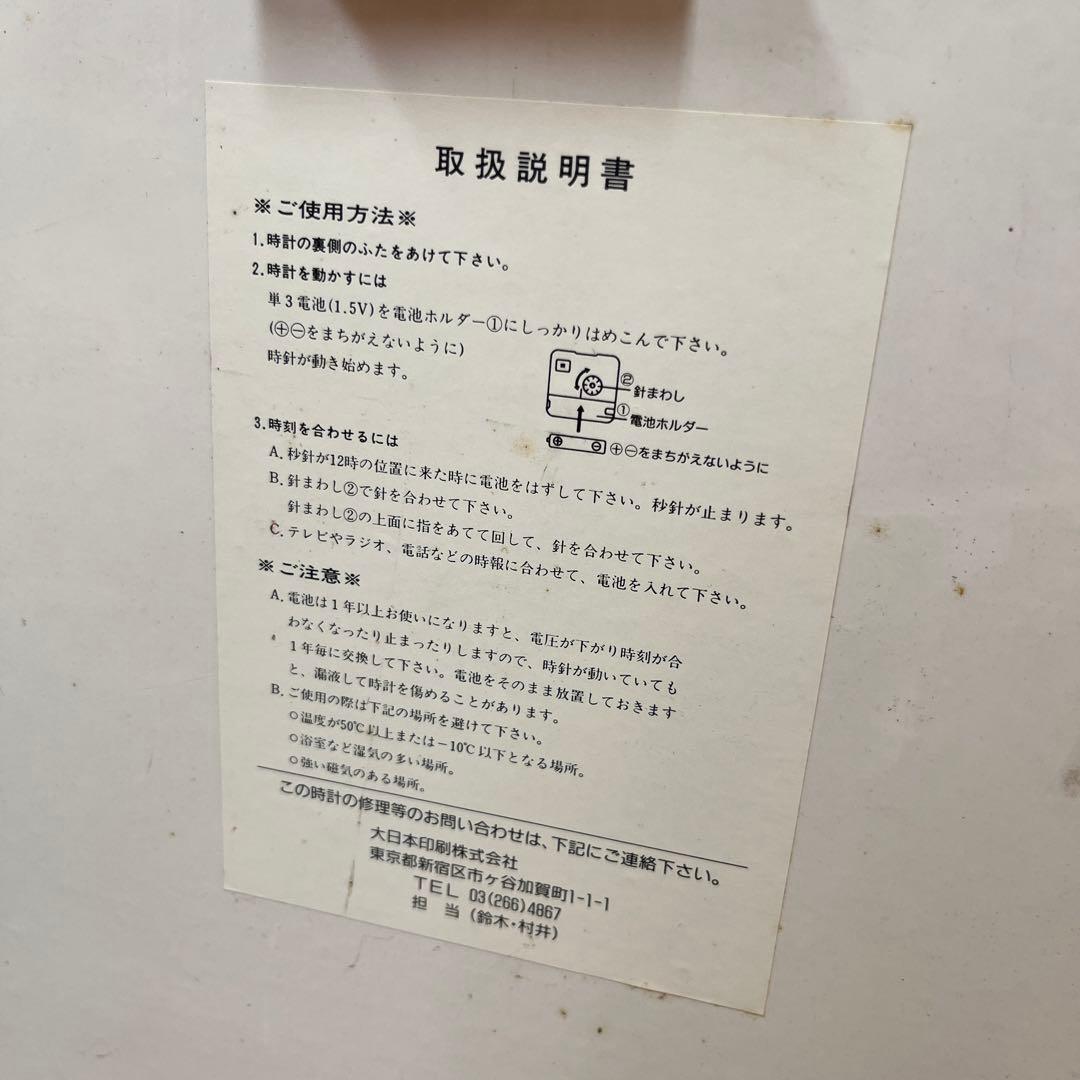 取扱説明書
※ご使用方法※
1.時計の裏側のふたをあけて下さい。
2.時計を動かすには
単3電池(1.5V)を電池ホルダー①にしっかりはめこんで下さい。
(⊕⊖をまちがえないように)
時針が動き始めます。
②
針まわし
①
電池ホルダー
⊕ ⊖
⊕⊖をまちがえないように
3.時刻を合わせるには
A.秒針が12時の位置に来た時に電池をはずして下さい。秒針が止まります。
B.針まわし②で針を合わせて下さい。
針まわし②の上面に指をあてて回して、針を合わせて下さい。
C.テレビやラジオ、電話などの時報に合わせて、電池を入れて下さい。
※ご注意※
A.電池は1年以上お使いになりますと、電圧が下がり時刻が合
わなくなったり止まったりしますので、時針が動いていても
1年毎に交換して下さい。電池をそのまま放置しておきます
と、漏液して時計を傷めることがあります。
B.ご使用の際は下記の場所を避けて下さい。
○温度が50℃以上または−10℃以下となる場所。
○浴室など湿気の多い場所。
○強い磁気のある場所。
この時計の修理等のお問い合わせは、下記にご連絡下さい。
大日本印刷株式会社
東京都新宿区市ヶ谷加賀町1-1-1
TEL 03(266)4867
担 当 (鈴木・村井)